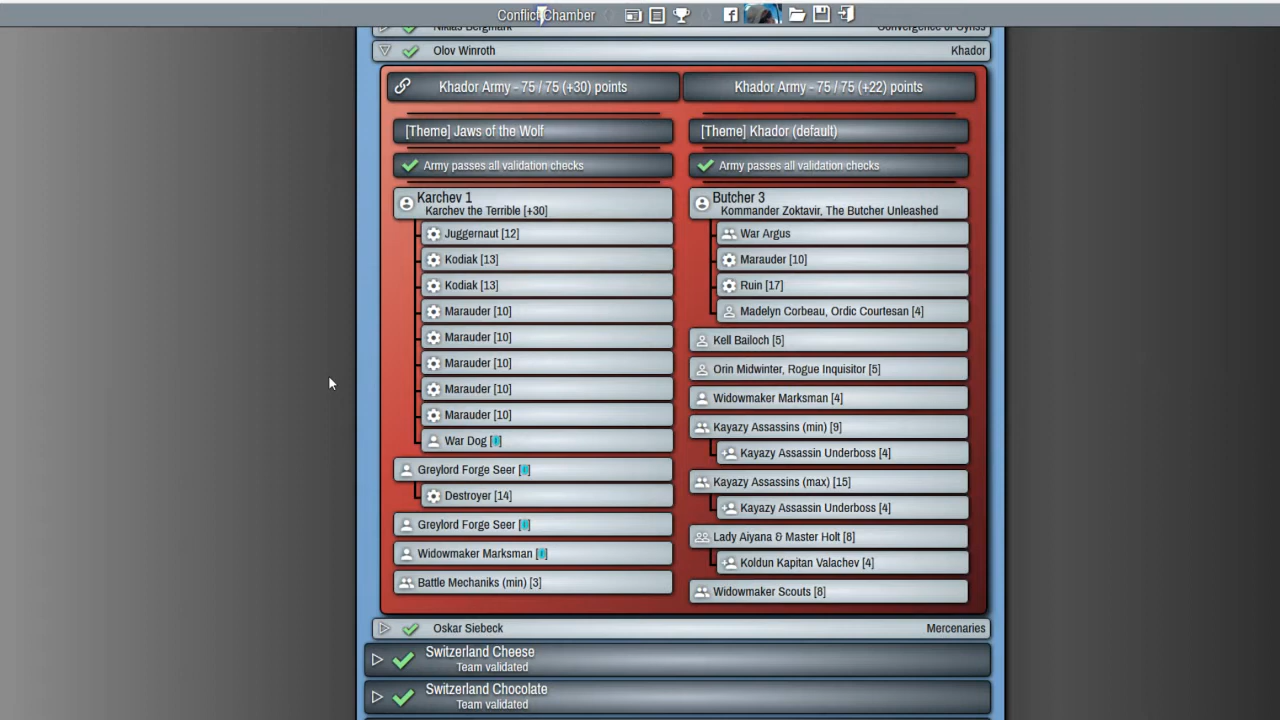 Conflict Chamber
Niklas Bergmark
Convergence of Cyriss
Olov Winroth
Khador
Khador Army - 75 / 75 (+30) points
[Theme] Jaws of the Wolf
Army passes all validation checks
Karchev 1
Karchev the Terrible [+30]
Juggernaut [12]
Kodiak [13]
Kodiak [13]
Marauder [10]
Marauder [10]
Marauder [10]
Marauder [10]
Marauder [10]
War Dog
Greylord Forge Seer
Destroyer [14]
Greylord Forge Seer
Widowmaker Marksman
Battle Mechaniks (min) [3]
Khador Army - 75 / 75 (+22) points
[Theme] Khador (default)
Army passes all validation checks
Butcher 3
Kommander Zoktavir, The Butcher Unleashed
War Argus
Marauder [10]
Ruin [17]
Madelyn Corbeau, Ordic Courtesan [4]
Kell Bailoch [5]
Orin Midwinter, Rogue Inquisitor [5]
Widowmaker Marksman [4]
Kayazy Assassins (min) [9]
Kayazy Assassin Underboss [4]
Kayazy Assassins (max) [15]
Kayazy Assassin Underboss [4]
Lady Aiyana & Master Holt [8]
Koldun Kapitan Valachev [4]
Widowmaker Scouts [8]
Oskar Siebeck
Mercenaries
Switzerland Cheese
Team validated
Switzerland Chocolate
Team validated